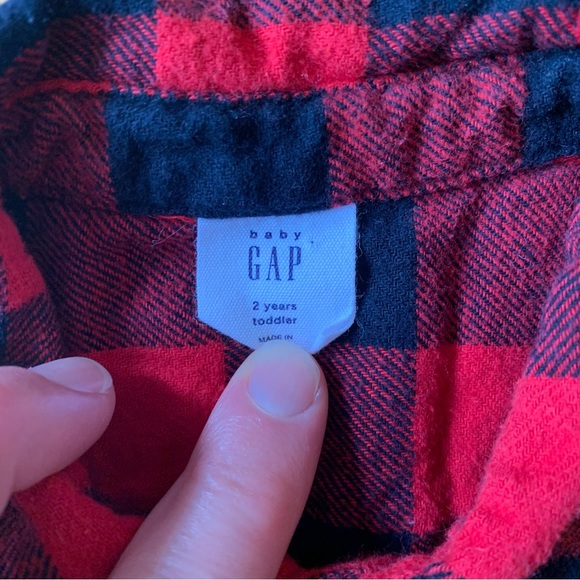 baby
GAP
2 years
toddler
MADE IN